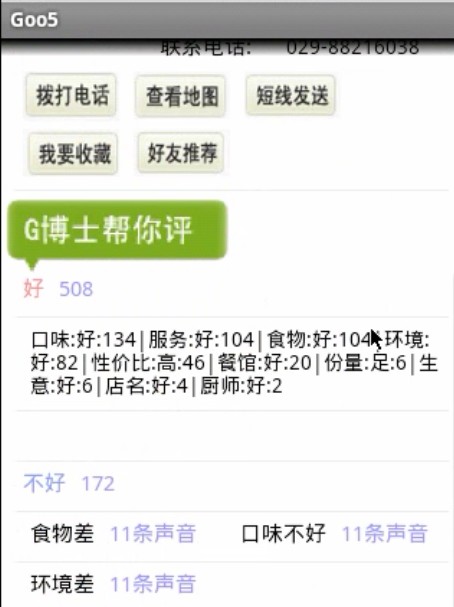 Goo5
联系电话: 029-88216038
拨打电话 查看地图 短线发送
我要收藏 好友推荐
G博士帮你评
好 508
口味:好:134|服务:好:104|食物:好:104|环境:
好:82|性价比:高:46|餐馆:好:20|份量:足:6|生
意:好:6|店名:好:4|厨师:好:2
不好 172
食物差 11条声音 口味不好 11条声音
环境差 11条声音